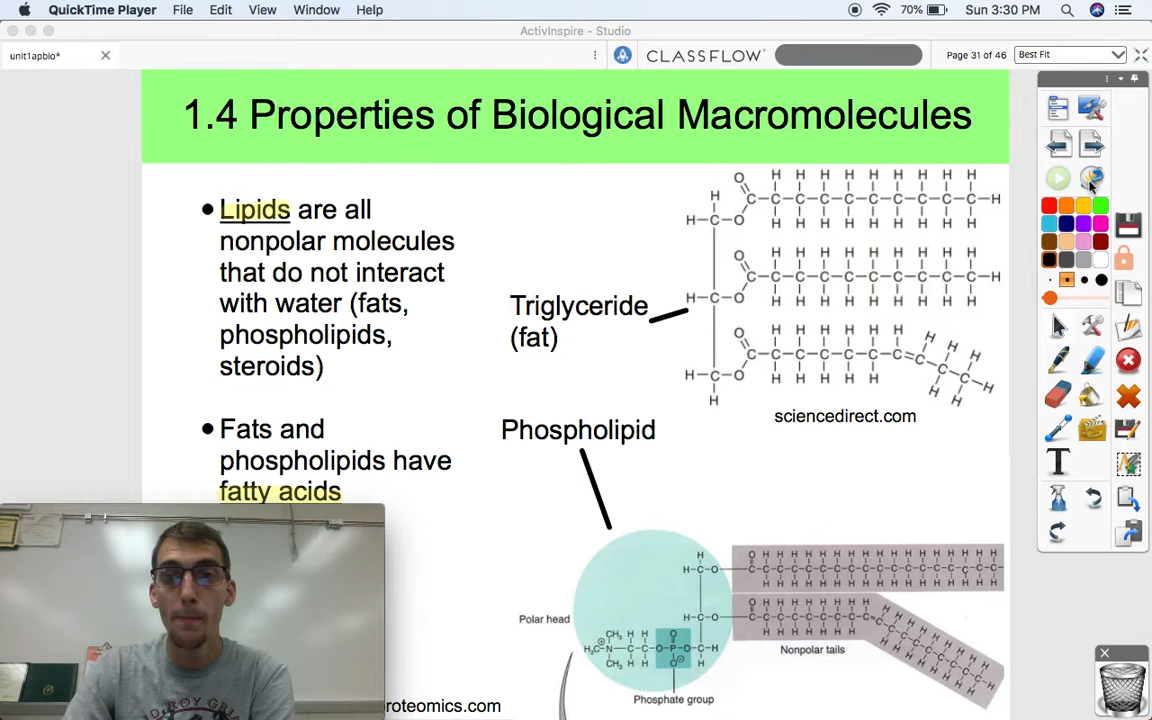 QuickTime Player File Edit View Window Help 70% Sun 3:30 PM
ActivInspire - Studio
unit1apbio* CLASSFLOW Page 31 of 46 Best Fit
1.4 Properties of Biological Macromolecules
• Lipids are all
nonpolar molecules
that do not interact
with water (fats,
phospholipids,
steroids)
Triglyceride
(fat)
sciencedirect.com
• Fats and
phospholipids have
fatty acids
Phospholipid
Polar head
Nonpolar tails
Phosphate group
proteomics.com